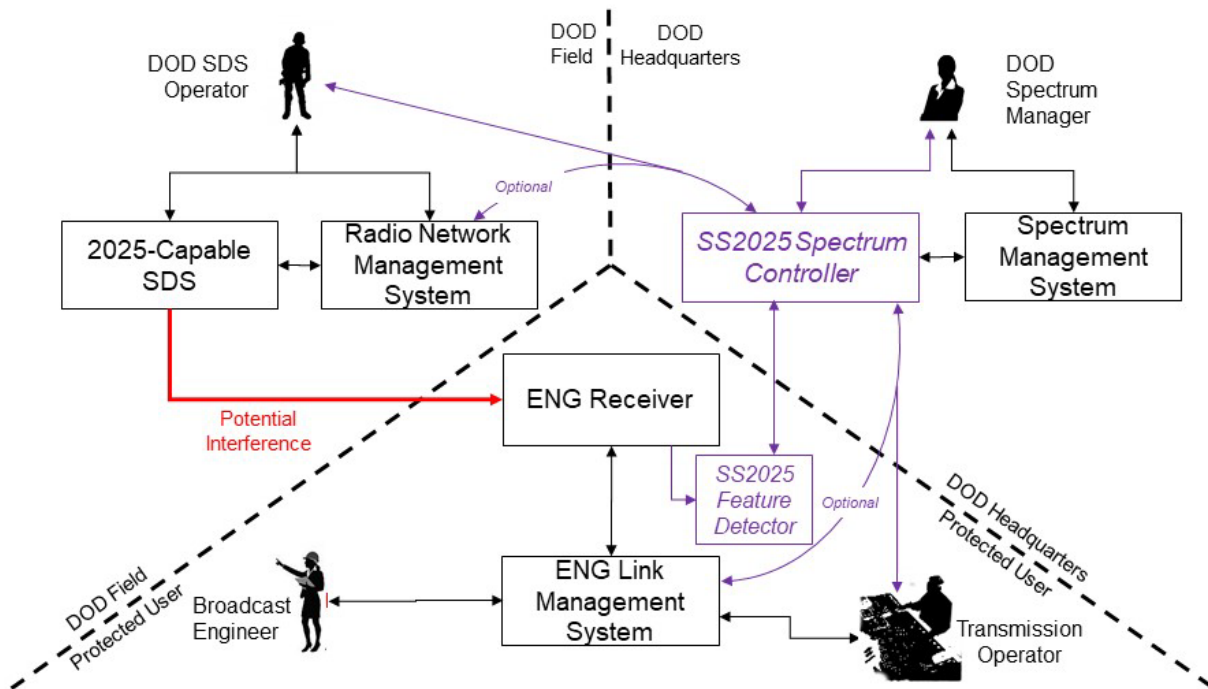 DOD SDS
Operator
DOD
Field
DOD
Headquarters
DOD
Spectrum
Manager
Optional
2025-Capable
SDS
Radio Network
Management
System
SS2025 Spectrum
Controller
Spectrum
Management
System
Potential
Interference
ENG Receiver
SS2025
Feature
Detector
Optional
DOD Headquarters
Protected User
DOD Field
Protected User
Broadcast
Engineer
ENG Link
Management
System
Transmission
Operator